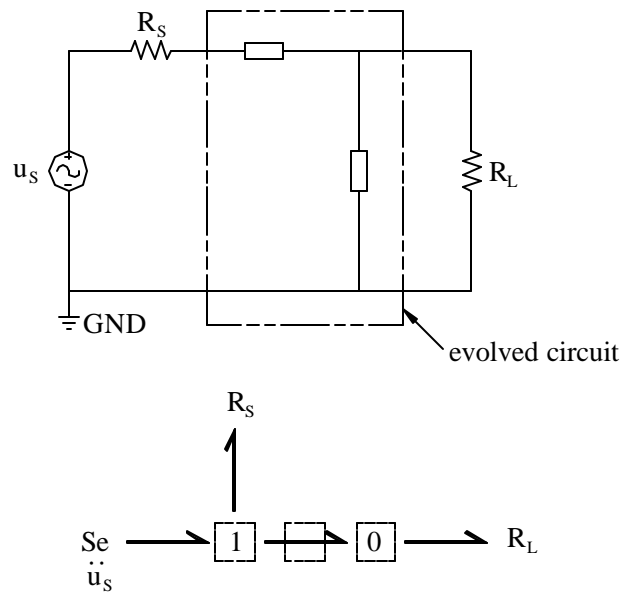 R_S
u_S
R_L
GND
evolved circuit
R_S
Se
1
0
R_L
..
u_S